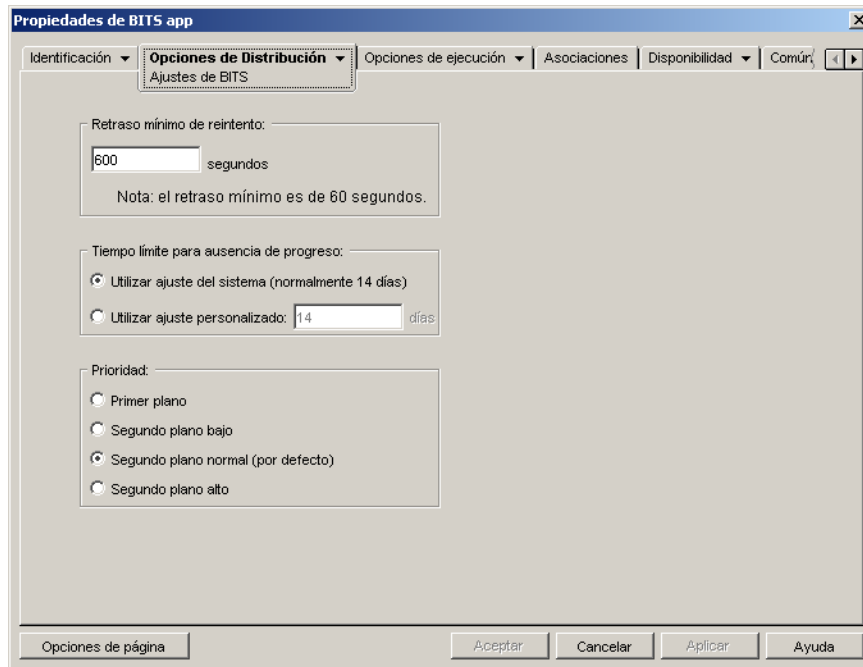 Propiedades de BITS app
Identificación Opciones de Distribución Opciones de ejecución Asociaciones Disponibilidad Común
Ajustes de BITS
Retraso mínimo de reintento:
600 segundos
Nota: el retraso mínimo es de 60 segundos.
Tiempo límite para ausencia de progreso:
Utilizar ajuste del sistema (normalmente 14 días)
Utilizar ajuste personalizado: 14 días
Prioridad:
Primer plano
Segundo plano bajo
Segundo plano normal (por defecto)
Segundo plano alto
Opciones de página Aceptar Cancelar Aplicar Ayuda